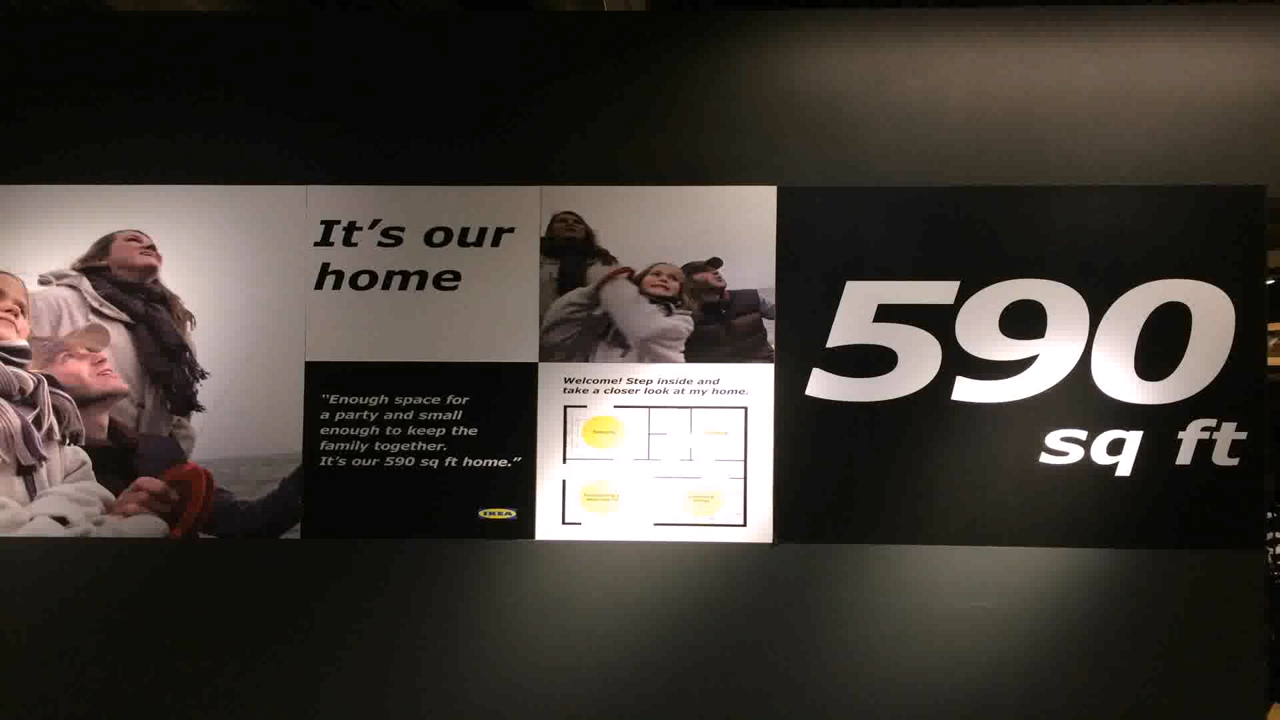 It's our
home
"Enough space for
a party and small
enough to keep the
family together.
It's our 590 sq ft home."
IKEA
Welcome! Step inside and
take a closer look at my home.
590
sq ft